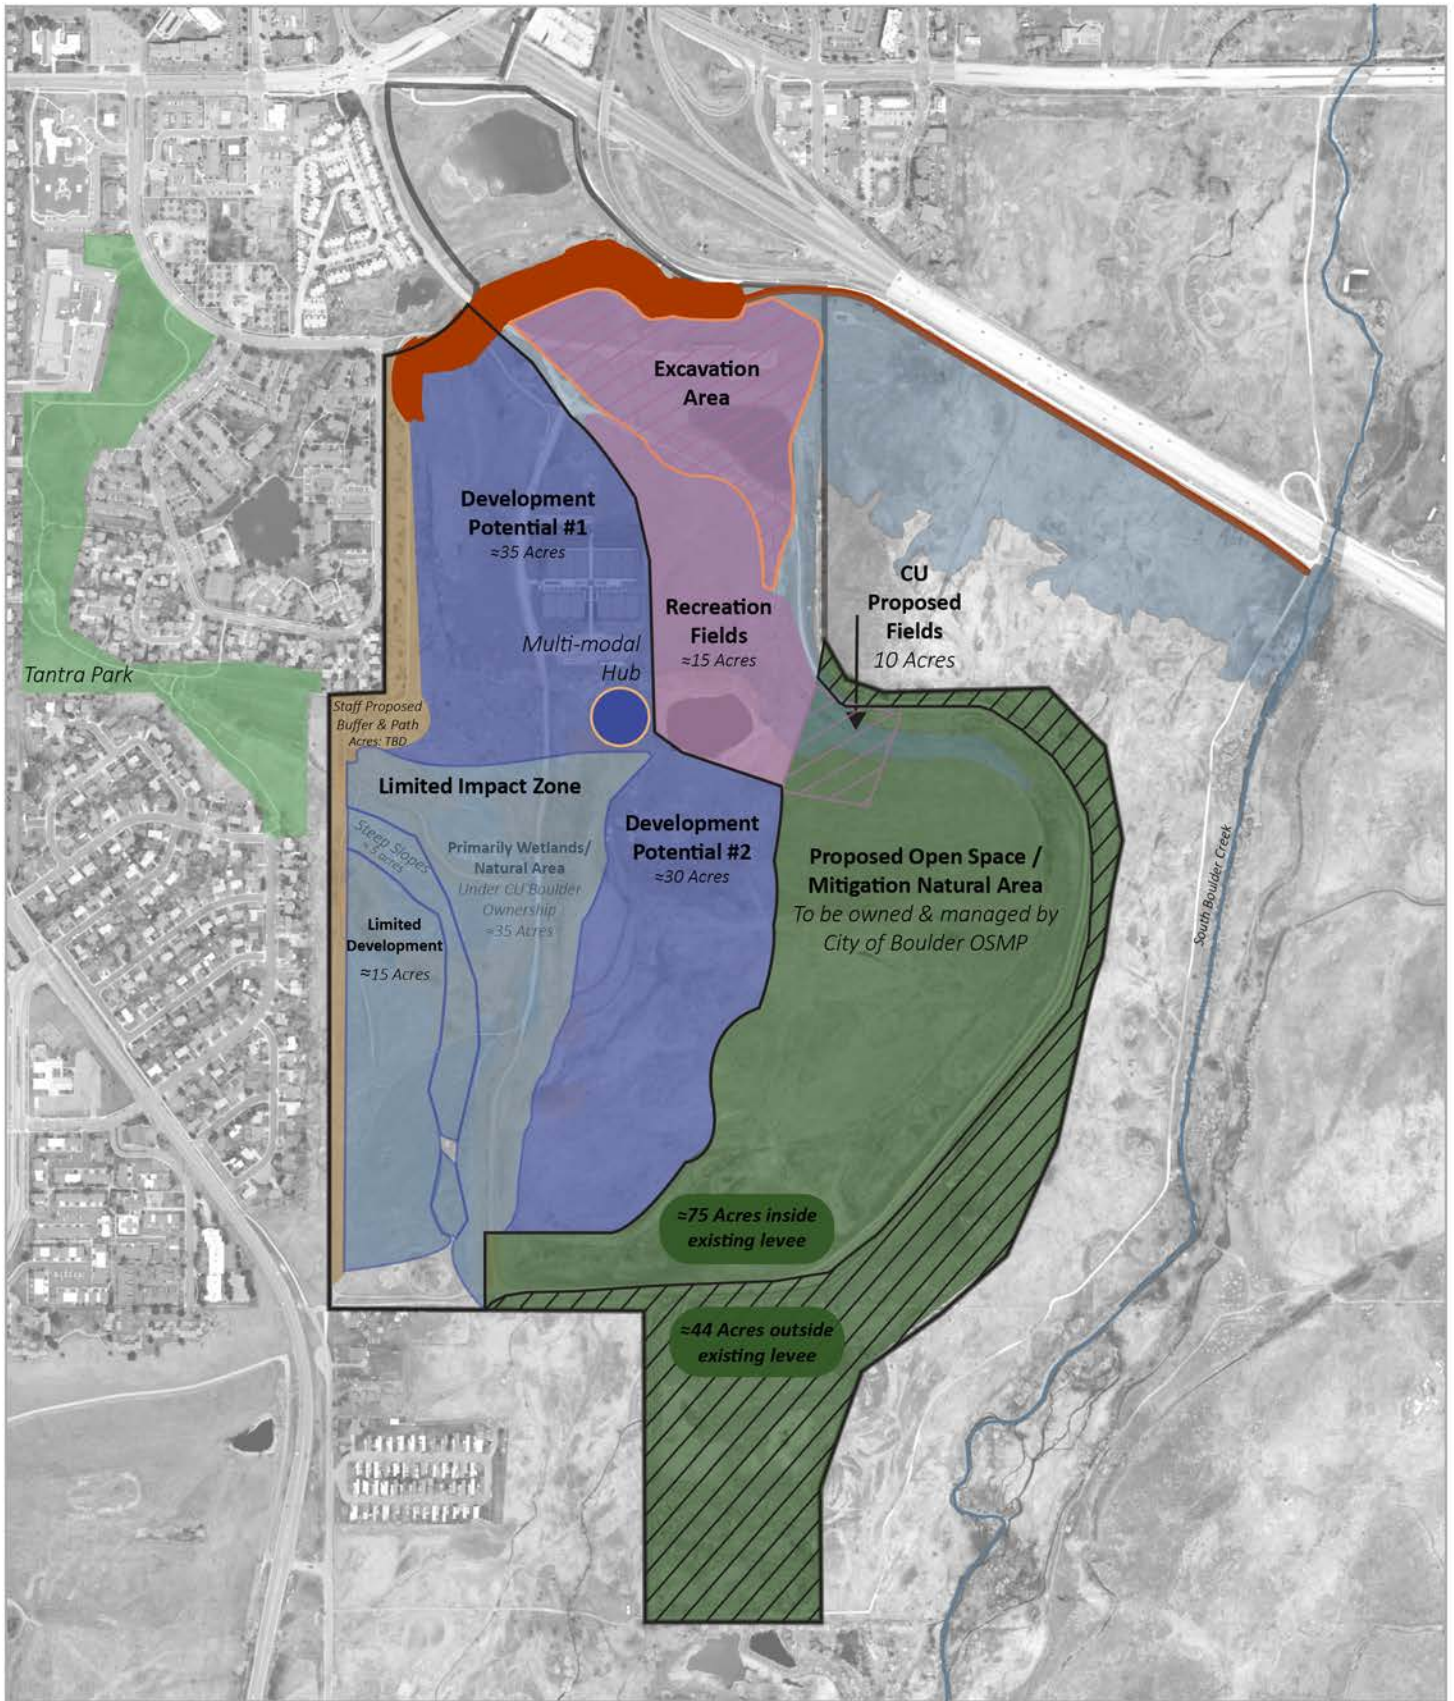 Excavation
Area
Development
Potential #1
≈35 Acres
CU
Proposed
Fields
10 Acres
Recreation
Fields
≈15 Acres
Multi-modal
Hub
Tantra Park
Staff Proposed
Buffer & Path
Acres: TBD
Limited Impact Zone
Steep Slopes
≈ 5 acres
Primarily Wetlands/
Natural Area
Under CU Boulder
Ownership
≈35 Acres
Development
Potential #2
≈30 Acres
Proposed Open Space /
Mitigation Natural Area
To be owned & managed by
City of Boulder OSMP
South Boulder Creek
Limited
Development
≈15 Acres
≈75 Acres inside
existing levee
≈44 Acres outside
existing levee